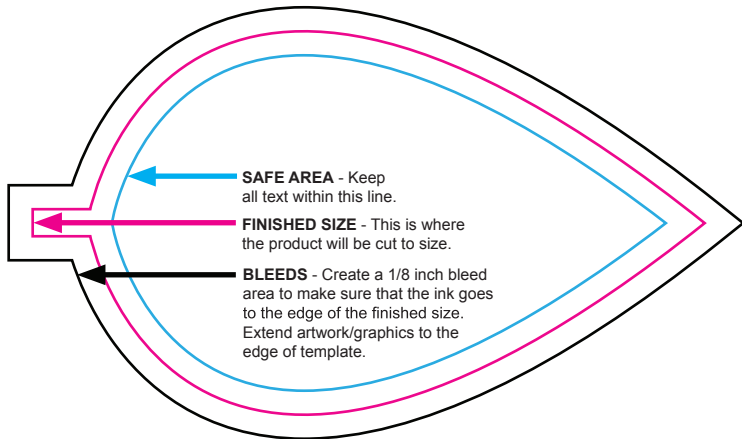 SAFE AREA - Keep
all text within this line.
FINISHED SIZE - This is where
the product will be cut to size.
BLEEDS - Create a 1/8 inch bleed
area to make sure that the ink goes
to the edge of the finished size.
Extend artwork/graphics to the
edge of template.